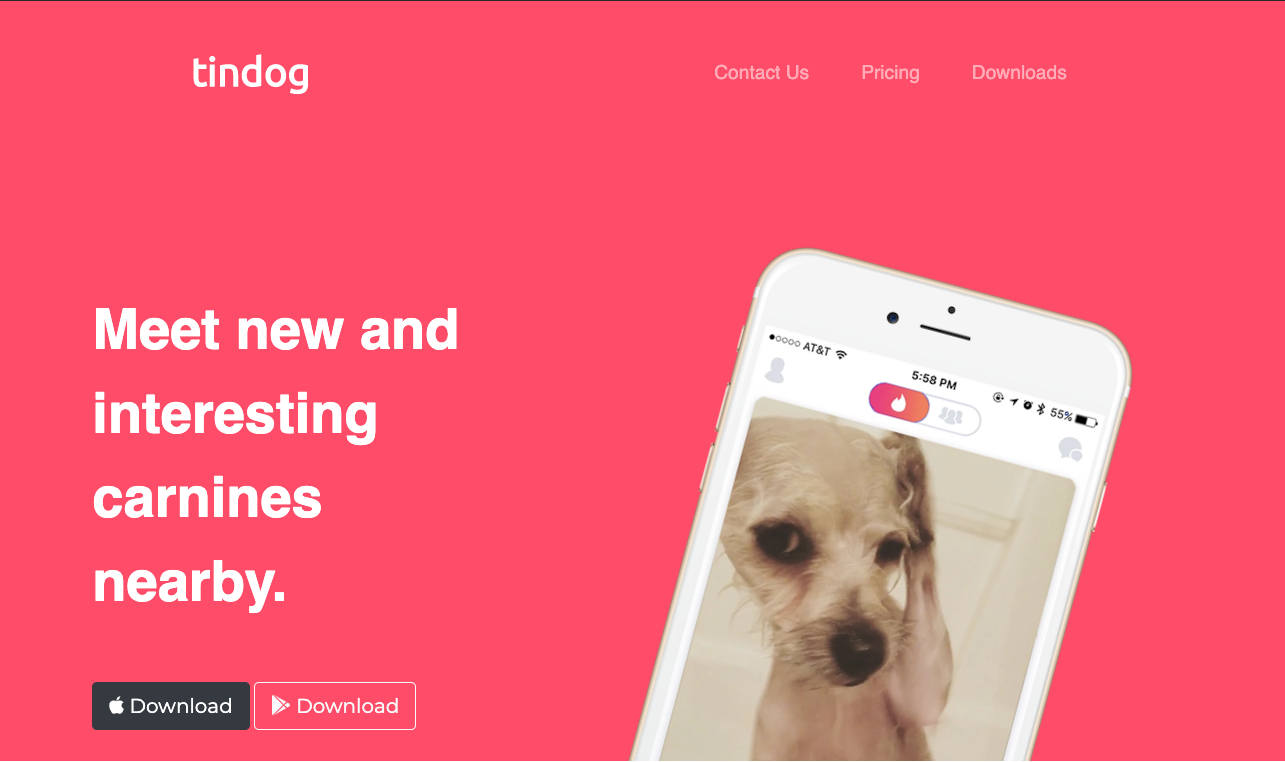 tindog
Contact Us
Pricing
Downloads
Meet new and
interesting
carnines
nearby.
Download
Download
AT&T
5:58 PM
55%